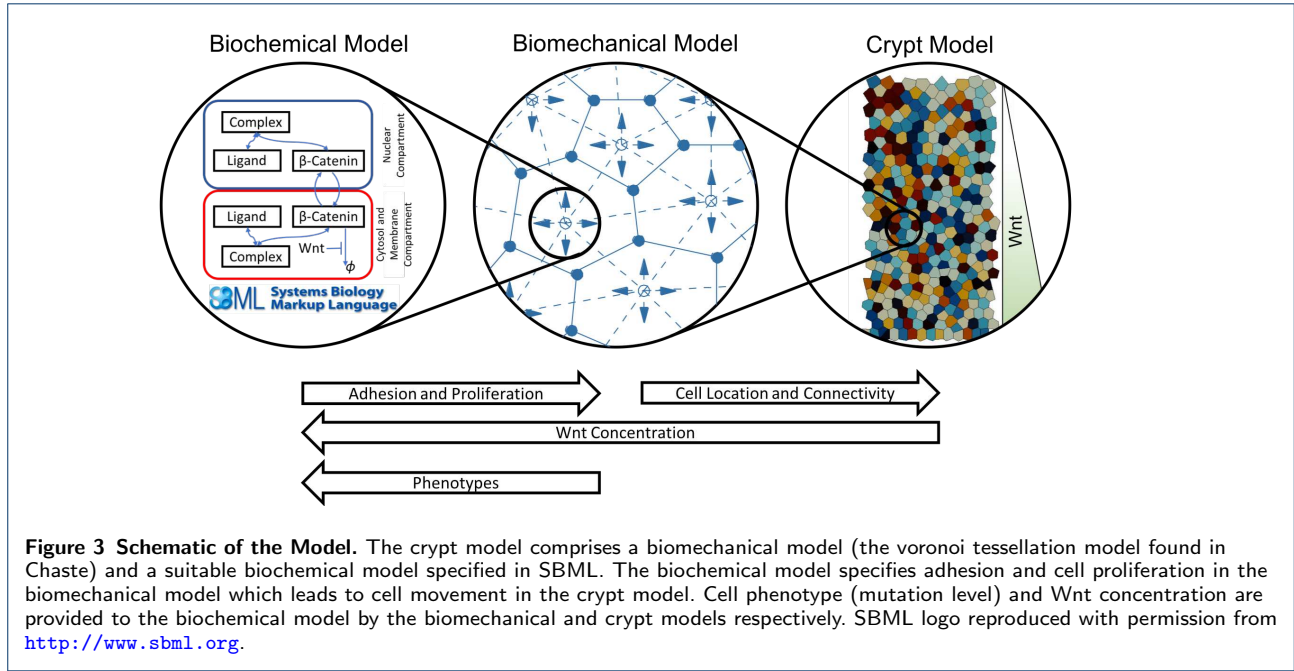 Biochemical Model
Biomechanical Model
Crypt Model
Complex
Ligand
β-Catenin
Nuclear
Compartment
Ligand
β-Catenin
Wnt
Complex
ϕ
Cytosol and
Membrane
Compartment
SBML Systems Biology
Markup Language
Wnt
Adhesion and Proliferation
Cell Location and Connectivity
Wnt Concentration
Phenotypes
Figure 3 Schematic of the Model. The crypt model comprises a biomechanical model (the voronoi tessellation model found in
Chaste) and a suitable biochemical model specified in SBML. The biochemical model specifies adhesion and cell proliferation in the
biomechanical model which leads to cell movement in the crypt model. Cell phenotype (mutation level) and Wnt concentration are
provided to the biochemical model by the biomechanical and crypt models respectively. SBML logo reproduced with permission from
http://www.sbml.org.